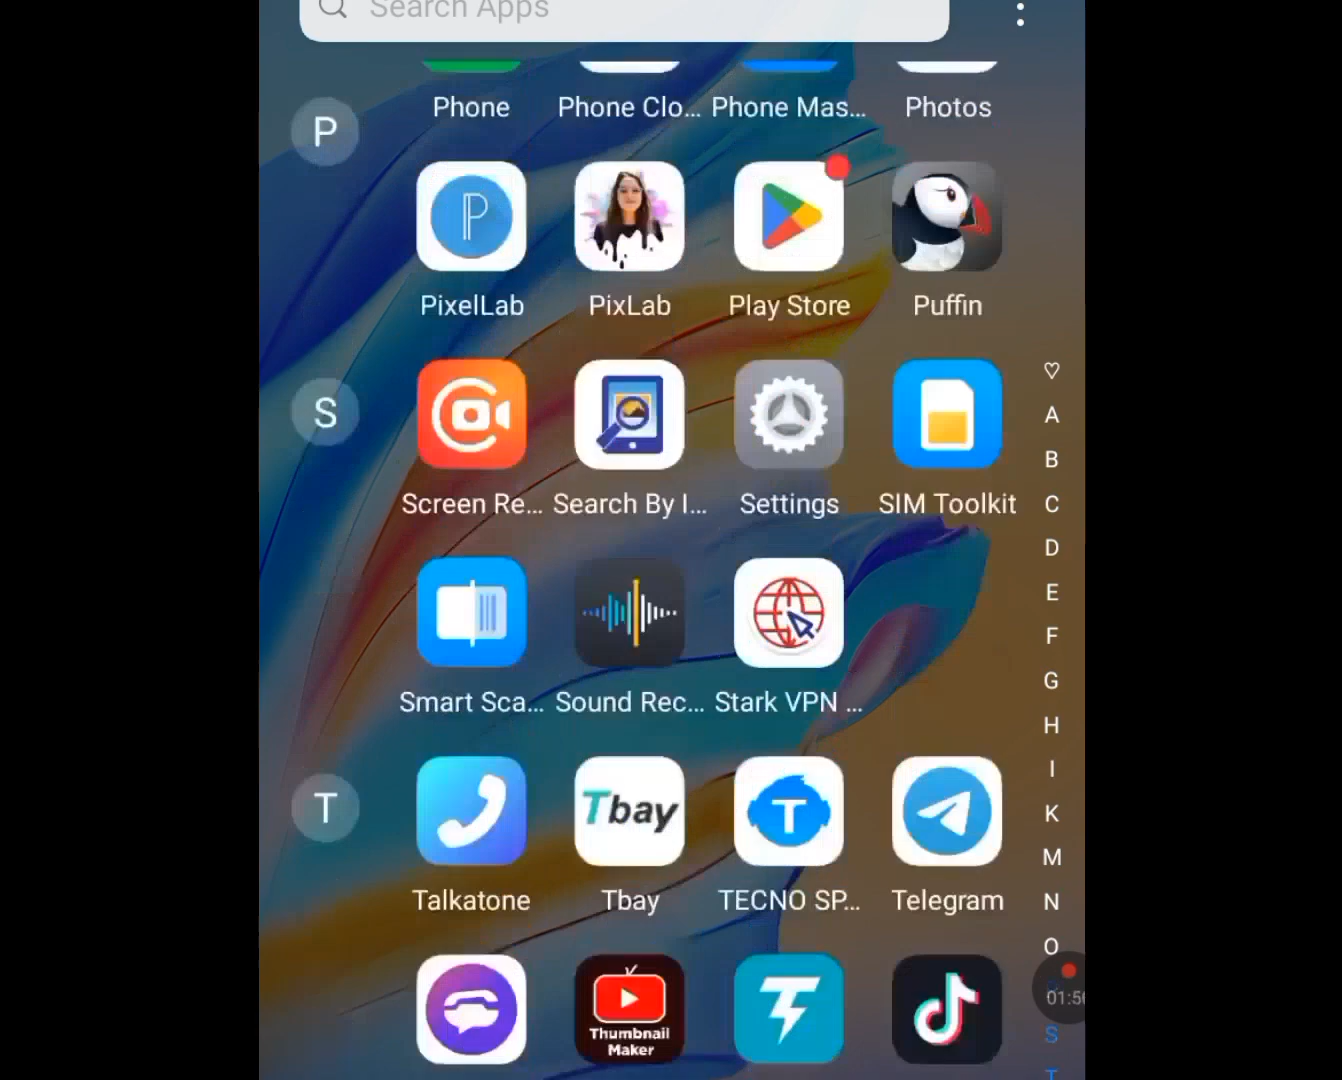 Search Apps
Phone
Phone Clo...
Phone Mas...
Photos
P
PixelLab
PixLab
Play Store
Puffin
S
Screen Re...
Search By I...
Settings
SIM Toolkit
Smart Sca...
Sound Rec...
Stark VPN ...
T
Tbay
T
Talkatone
Tbay
TECNO SP...
Telegram
Thumbnail
Maker
A
B
C
D
E
F
G
H
I
K
M
N
O
S
T